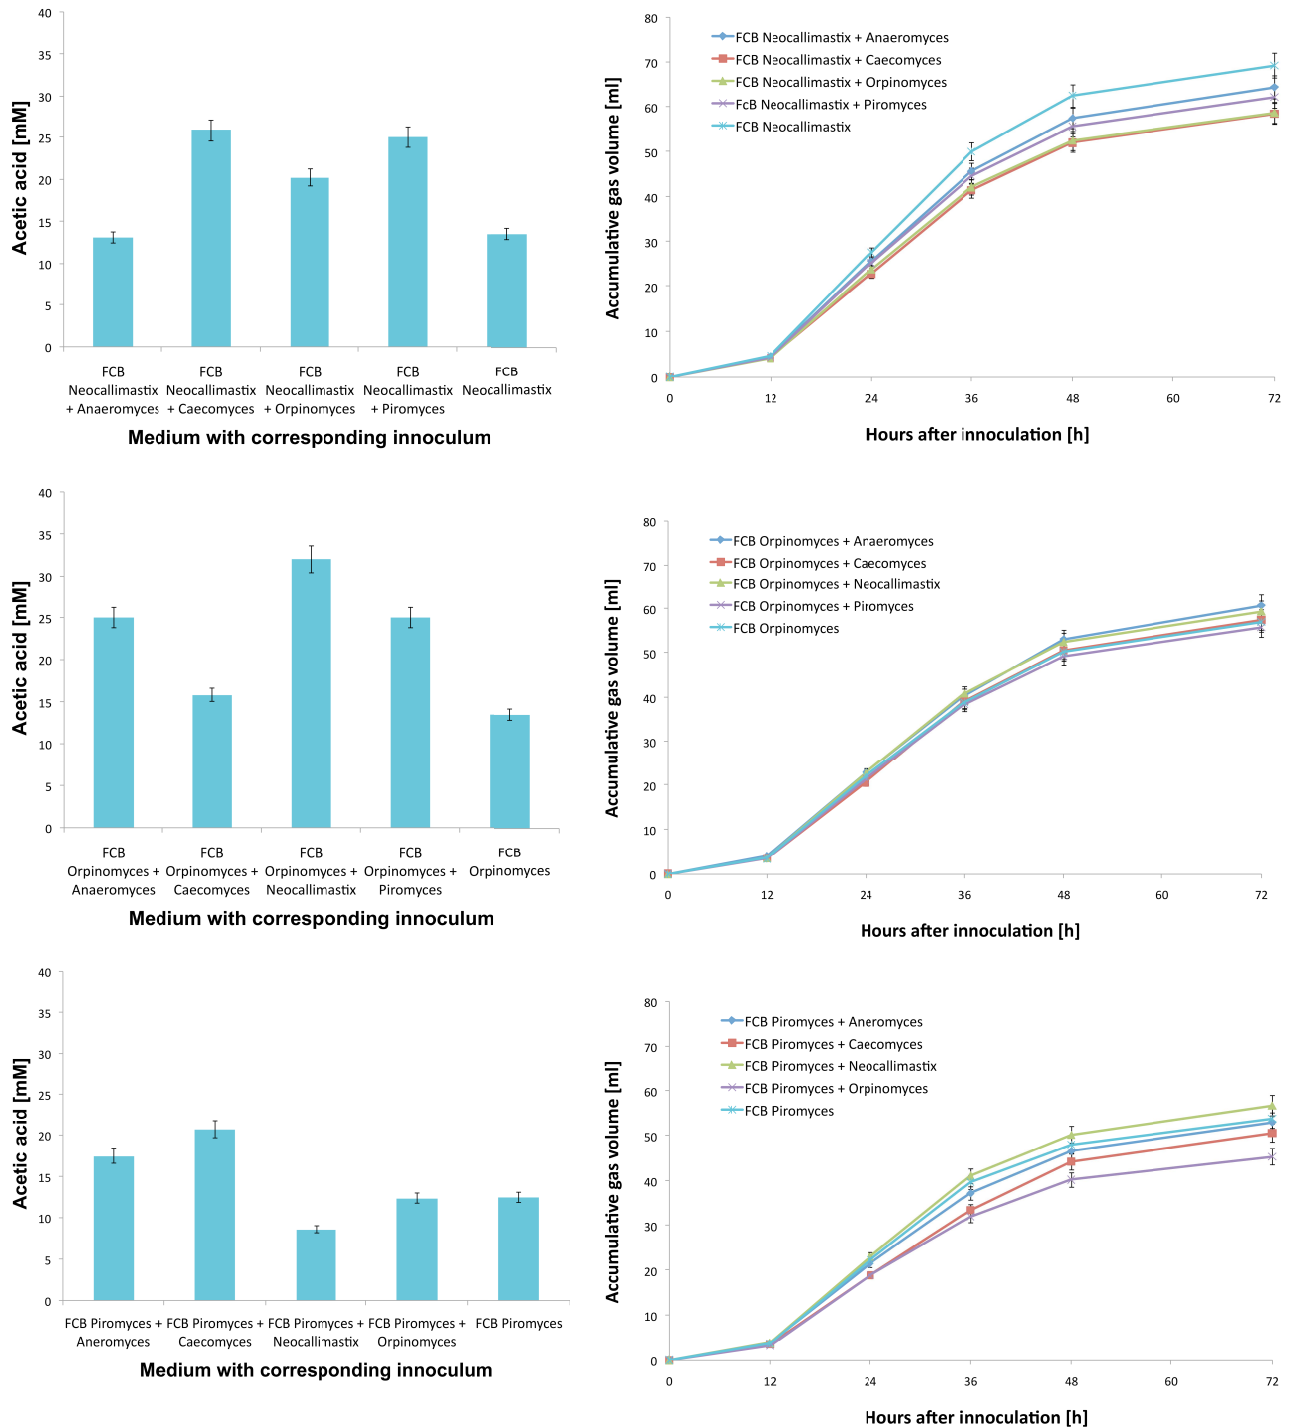 Acetic acid [mM]
40
35
30
25
20
15
10
5
0
FCB Neocallimastix + Anaeromyces
FCB Neocallimastix + Caecomyces
FCB Neocallimastix + Orpinomyces
FCB Neocallimastix + Piromyces
FCB Neocallimastix
Medium with corresponding innoculum
Accumulative gas volume [ml]
80
70
60
50
40
30
20
10
0
FCB Neocallimastix + Anaeromyces
FCB Neocallimastix + Caecomyces
FCB Neocallimastix + Orpinomyces
FcB Neocallimastix + Piromyces
FCB Neocallimastix
0 12 24 36 48 60 72
Hours after innoculation [h]
Acetic acid [mM]
40
35
30
25
20
15
10
5
0
FCB Orpinomyces + Anaeromyces
FCB Orpinomyces + Caecomyces
FCB Orpinomyces + Neocallimastix
FCB Orpinomyces + Piromyces
FCB Orpinomyces
Medium with corresponding innoculum
Accumulative gas volume [ml]
80
70
60
50
40
30
20
10
0
FCB Orpinomyces + Araeromyces
FCB Orpinomyces + Caecomyces
FCB Orpinomyces + Neocallimastix
FCB Orpinomyces + Piromyces
FCB Orpinomyces
0 12 24 36 48 60 72
Hours after innoculation [h]
Acetic acid [mM]
40
35
30
25
20
15
10
5
0
FCB Piromyces + Aneromyces
FCB Piromyces + Caecomyces
FCB Piromyces + Neocallimastix
FCB Piromyces + Orpinomyces
FCB Piromyces
Medium with corresponding innoculum
Accumulative gas volume [ml]
80
70
60
50
40
30
20
10
0
FCB Piromyces + Aneromyces
FCB Piromyces + Caecomyces
FCB Piromyces + Neocallimastix
FCB Piromyces + Orpinomyces
FCB Piromyces
0 12 24 36 48 60 72
Hours after innoculation [h]